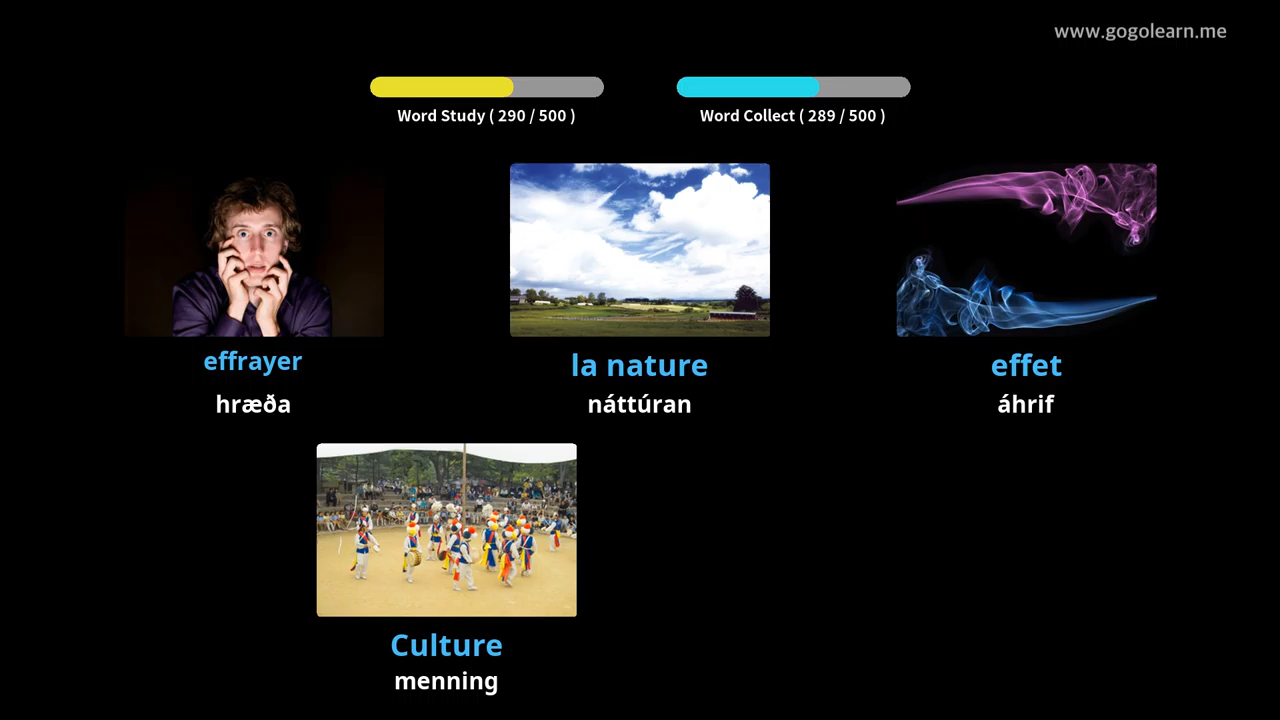 www.gogolearn.me
Word Study ( 290 / 500 )
Word Collect ( 289 / 500 )
effrayer
la nature
effet
hræða
náttúran
áhrif
Culture
menning